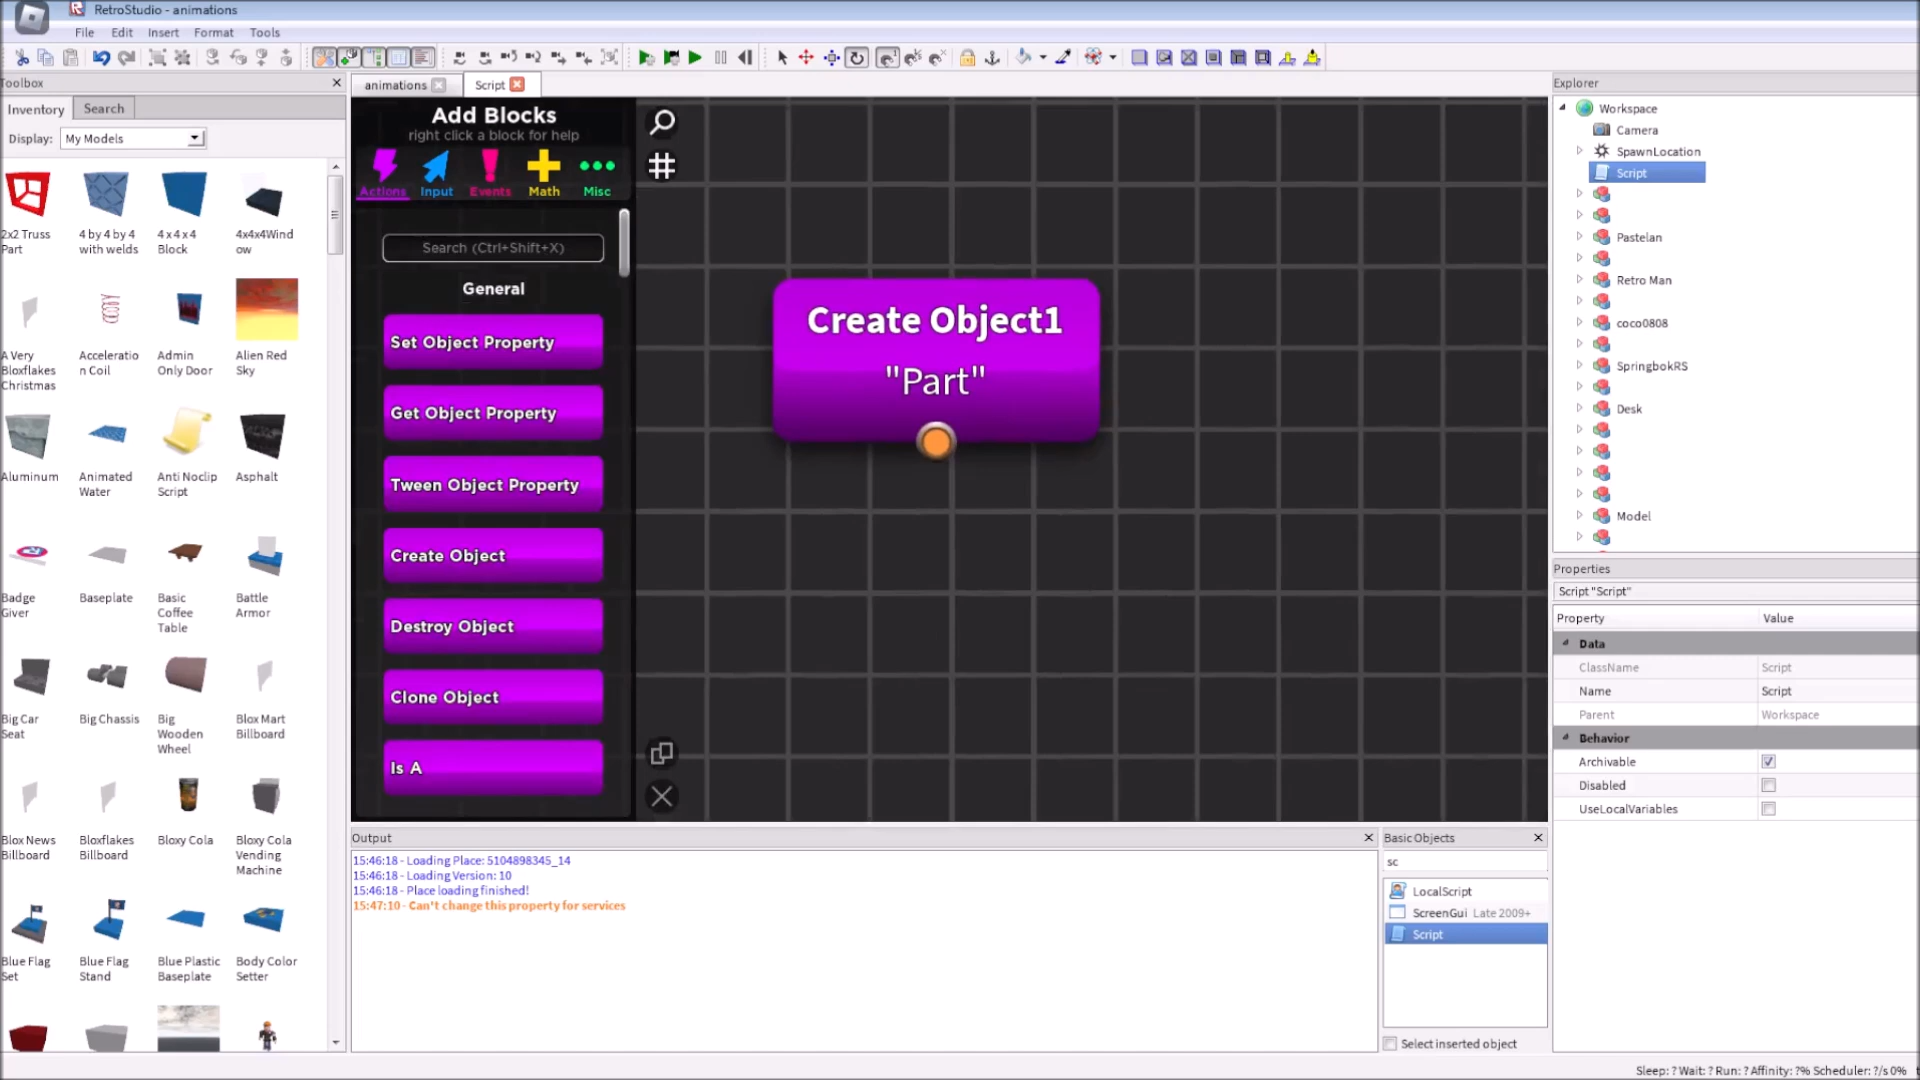 RetroStudio - animations
File Edit Insert Format Tools
Toolbox
Inventory Search
Display: My Models
2x2 Truss Part
4 by 4 by 4 with welds
4 x 4 x 4 Block
4x4x4Wind ow
A Very Bloxflakes Christmas
Acceleratio n Coil
Admin Only Door
Alien Red Sky
Aluminum
Animated Water
Anti Noclip Script
Asphalt
Badge Giver
Baseplate
Basic Coffee Table
Battle Armor
Big Car Seat
Big Chassis
Big Wooden Wheel
Blox Mart Billboard
Blox News Billboard
Bloxflakes Billboard
Bloxy Cola
Bloxy Cola Vending Machine
Blue Flag Set
Blue Flag Stand
Blue Plastic Baseplate
Body Color Setter
animations Script
Add Blocks
right click a block for help
Actions Input Events Math Misc
Search (Ctrl+Shift+X)
General
Set Object Property
Get Object Property
Tween Object Property
Create Object
Destroy Object
Clone Object
Is A
Create Object1
"Part"
Output
15:46:18 - Loading Place: 5104898345_14
15:46:18 - Loading Version: 10
15:46:18 - Place loading finished!
15:47:10 - Can't change this property for services
Basic Objects
sc
LocalScript
ScreenGui Late 2009+
Script
Select inserted object
Explorer
Workspace
Camera
SpawnLocation
Script
Pastelan
Retro Man
coco0808
SpringbokRS
Desk
Model
Properties
Script "Script"
Property Value
Data
ClassName Script
Name Script
Parent Workspace
Behavior
Archivable
Disabled
UseLocalVariables
Sleep: ? Wait: ? Run: ? Affinity: ?% Scheduler: ?/s 0%